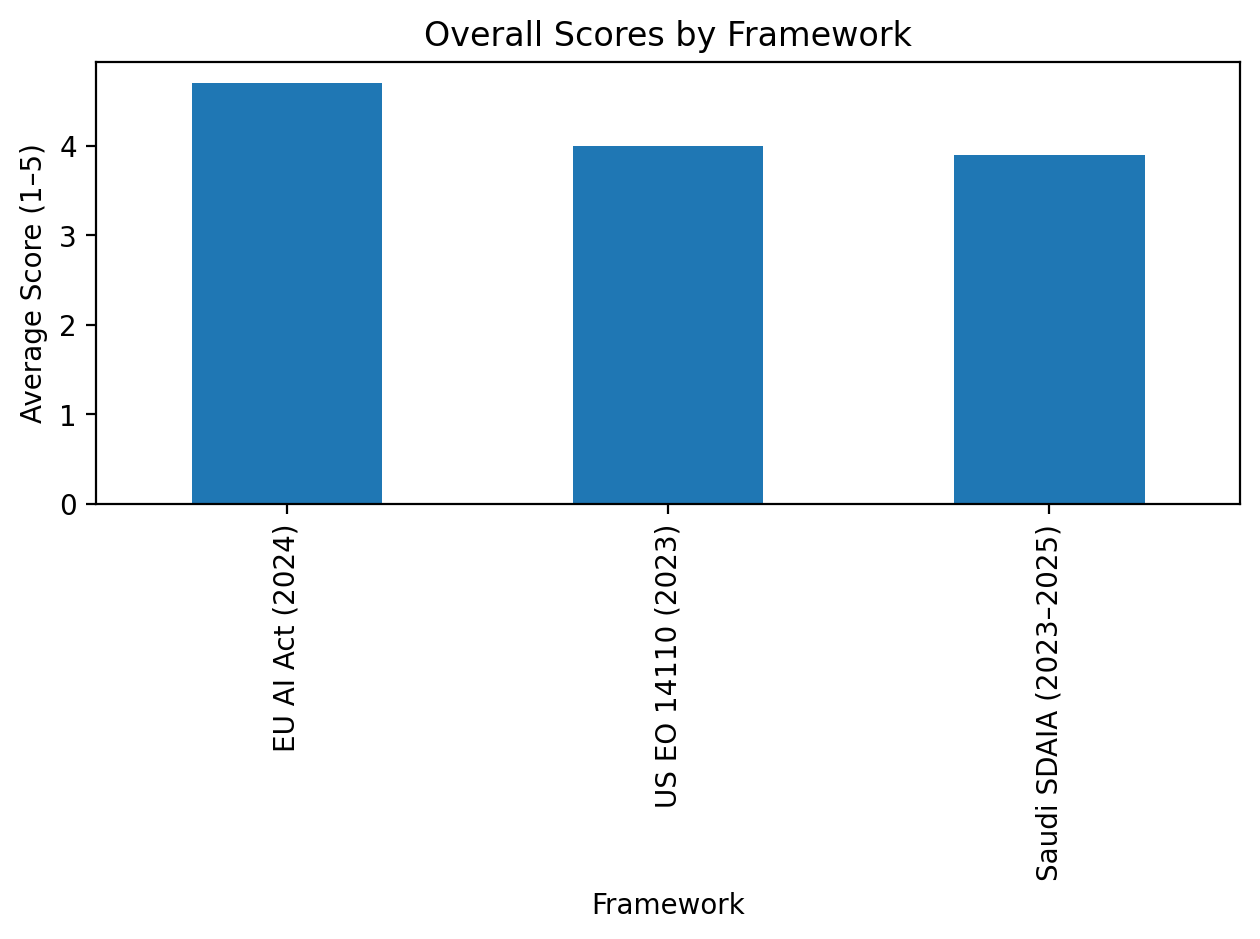 Overall Scores by Framework
Average Score (1–5)
4
3
2
1
0
EU AI Act (2024)
US EO 14110 (2023)
Saudi SDAIA (2023–2025)
Framework